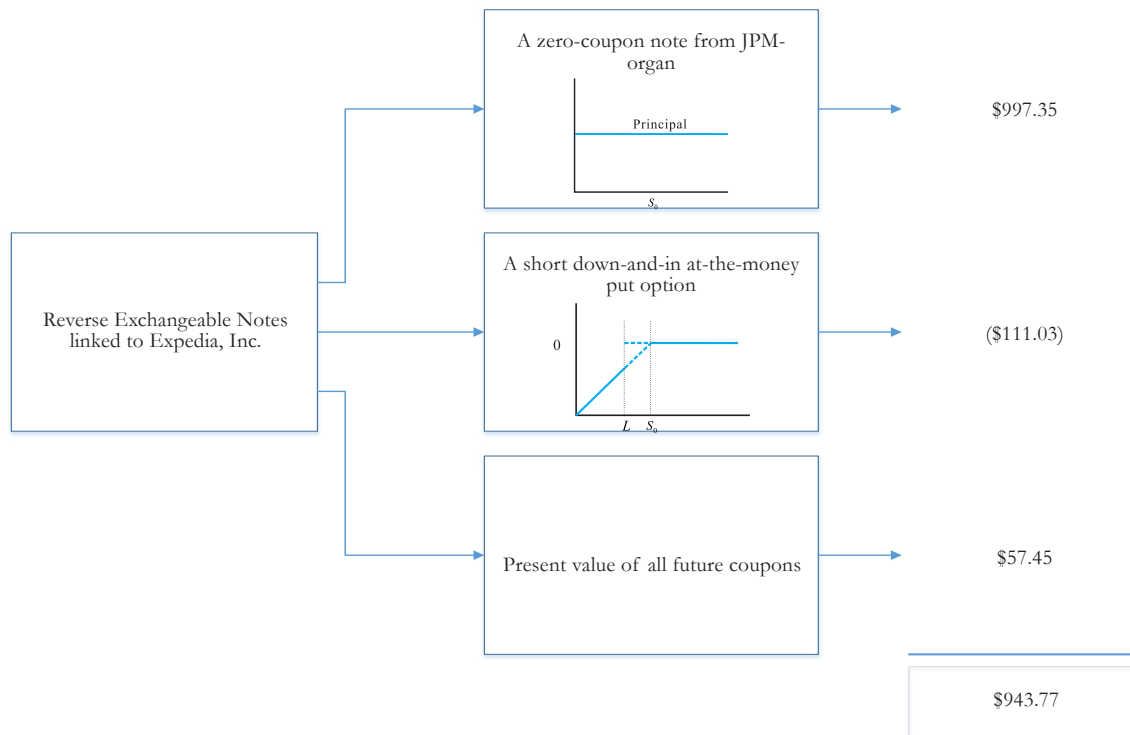 A zero-coupon note from JPM-
organ
Principal
S₀
$997.35
Reverse Exchangeable Notes
linked to Expedia, Inc.
A short down-and-in at-the-money
put option
0
L S₀
($111.03)
Present value of all future coupons
$57.45
$943.77